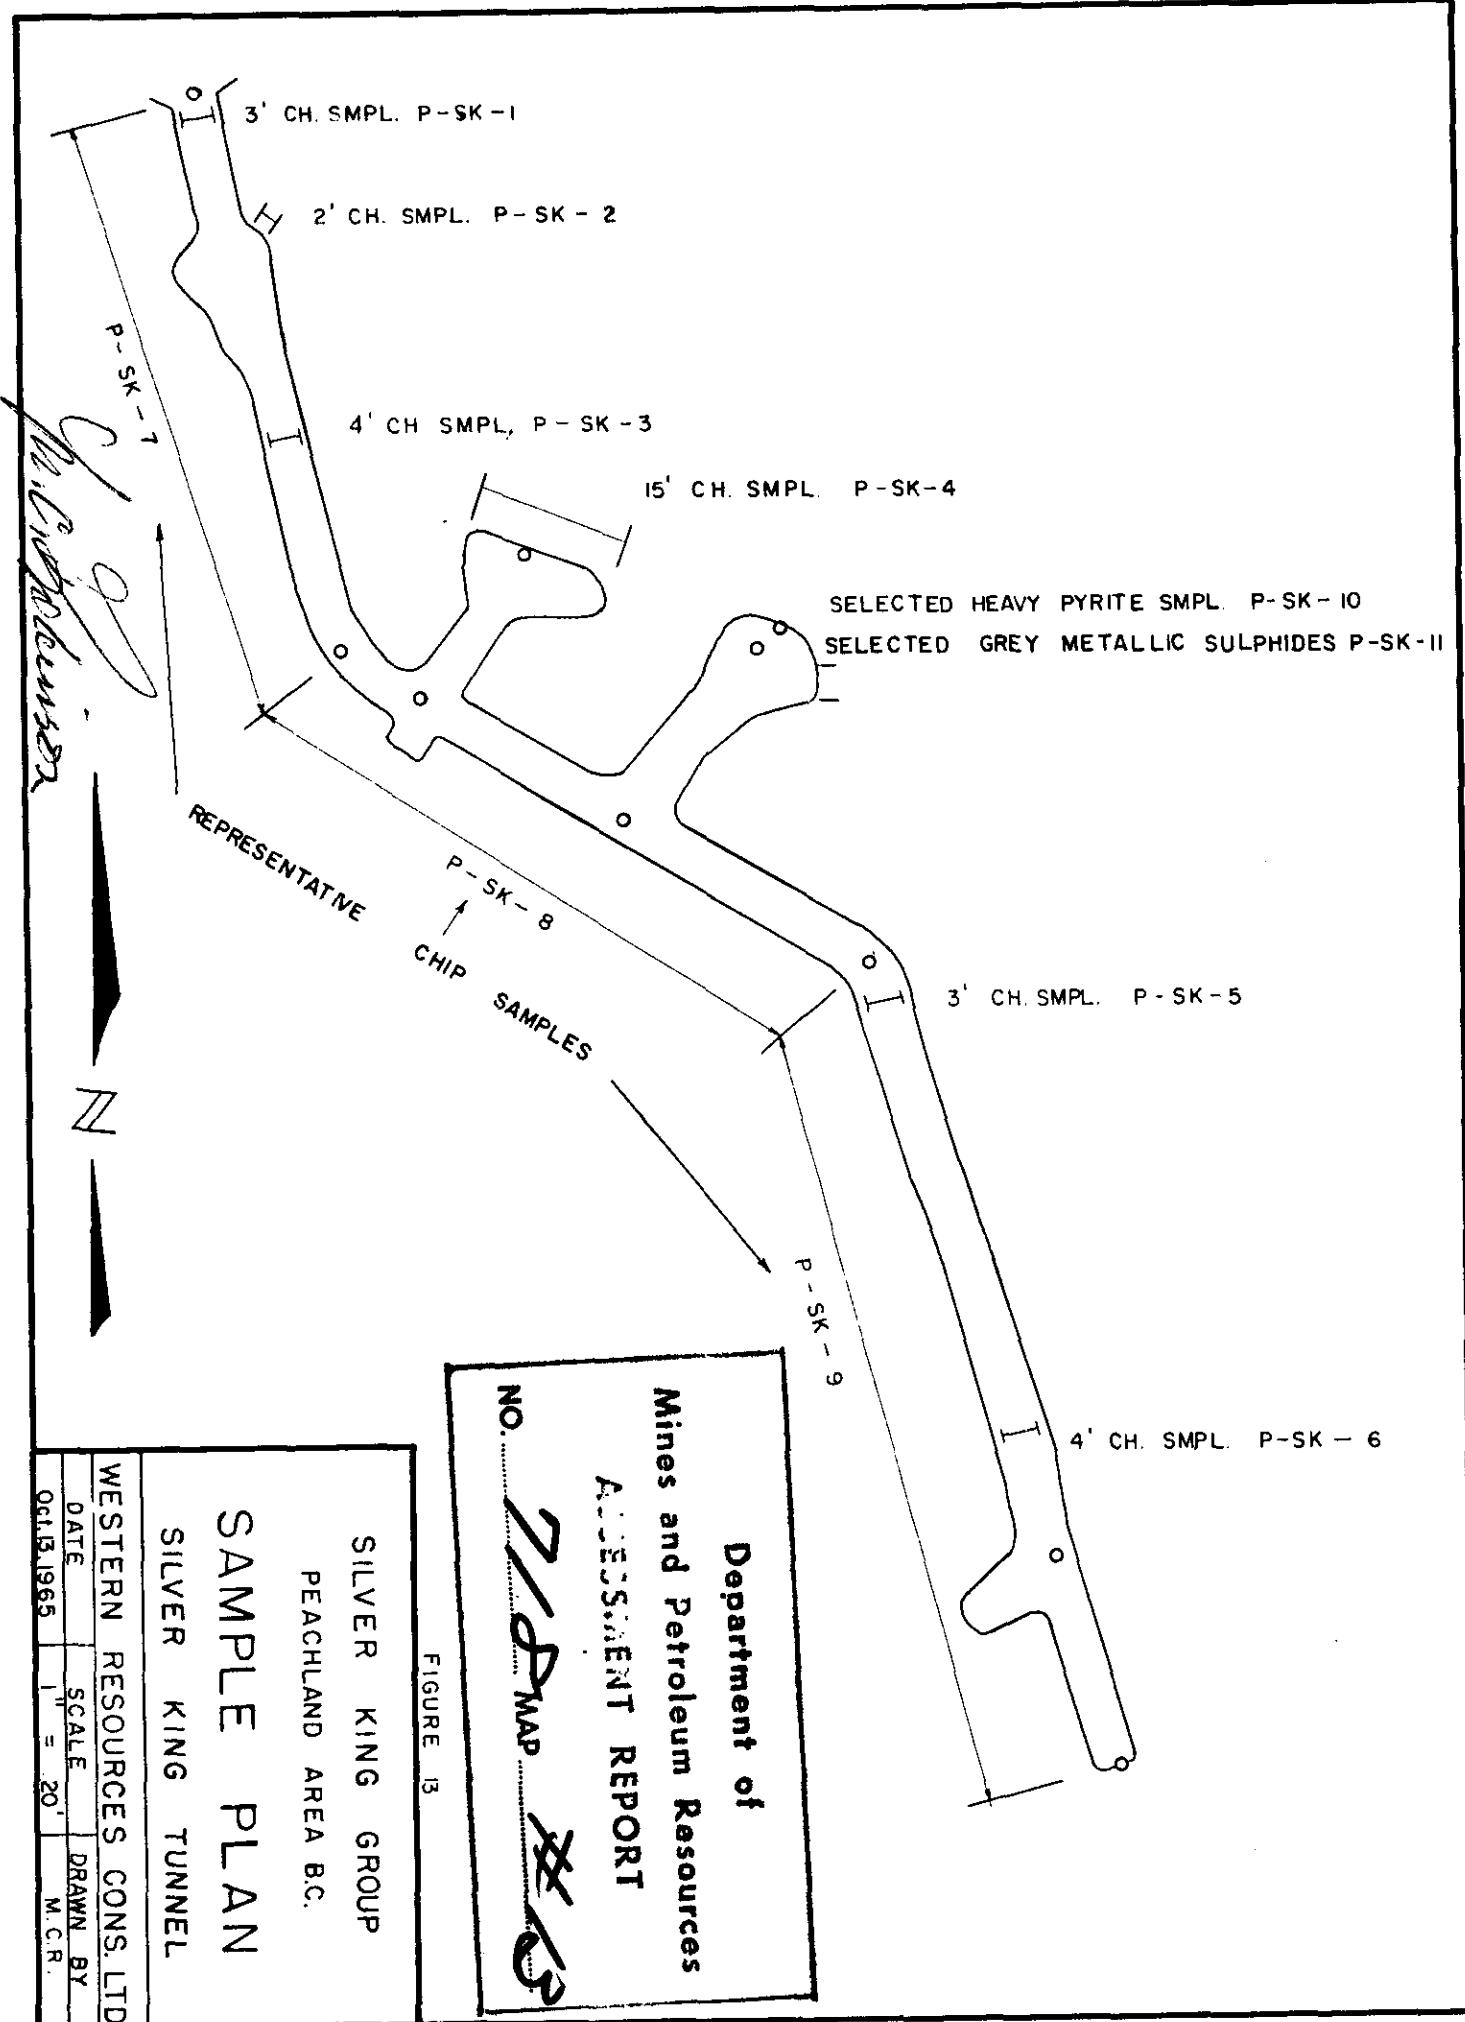 3' CH. SMPL. P-SK-1
2' CH. SMPL. P-SK-2
4' CH SMPL, P-SK-3
15' CH. SMPL. P-SK-4
SELECTED HEAVY PYRITE SMPL. P-SK-10
SELECTED GREY METALLIC SULPHIDES P-SK-11
P-SK-7
REPRESENTATIVE CHIP SAMPLES
P-SK-8
3' CH. SMPL. P-SK-5
N
P-SK-9
4' CH. SMPL. P-SK-6
Department of
Mines and Petroleum Resources
ASSESSMENT REPORT
NO. 718 MAP #13
FIGURE 13
SILVER KING GROUP
PEACHLAND AREA B.C.
SAMPLE PLAN
SILVER KING TUNNEL
WESTERN RESOURCES CONS. LTD
DATE SCALE DRAWN BY
Oct.13,1965 1" = 20' M.C.R.